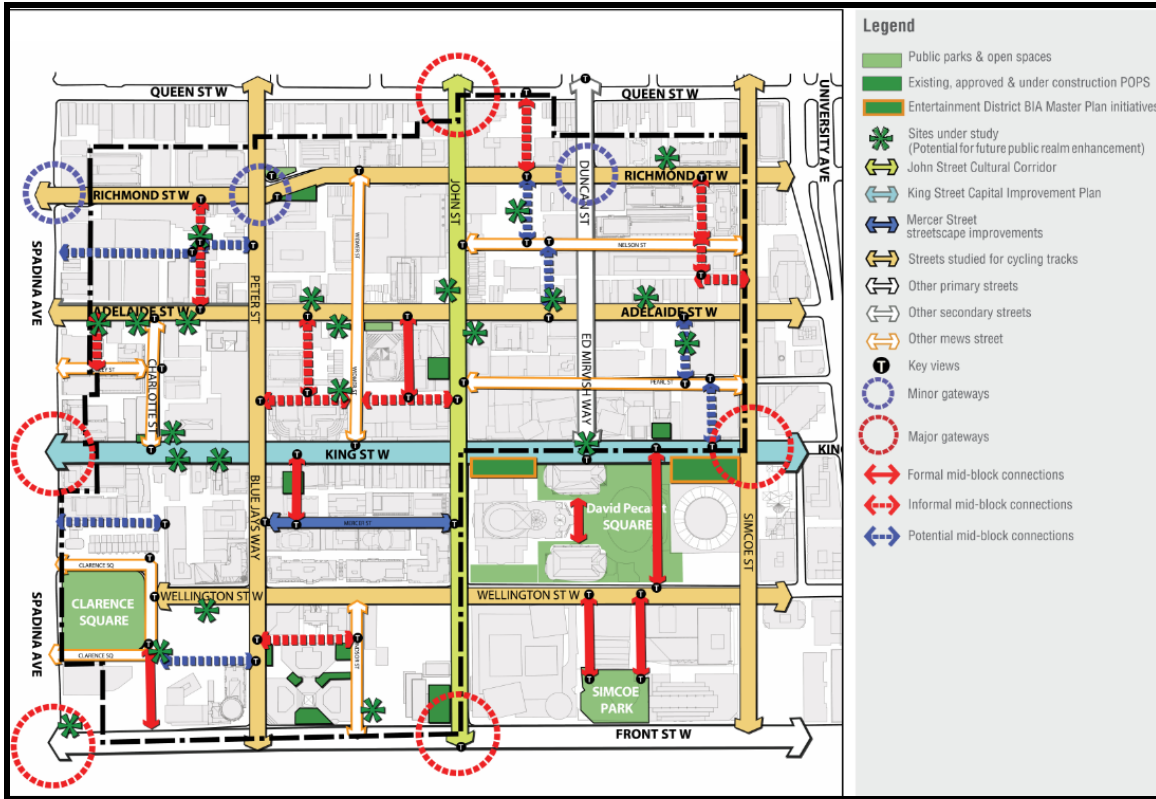 QUEEN ST W
QUEEN ST W
UNIVERSITY AVE
RICHMOND ST W
RICHMOND ST W
DUNCAN ST
JOHN ST
SPADINA AVE
WIDMER ST
NELSON ST
PETER ST
ADELAIDE ST W
ADELAIDE ST W
CHARLOTTE ST
WIDMER ST
ED MIRVISH WAY
PEARL ST
KING ST W
KIN
David Pecaut
SQUARE
BLUE JAYS WAY
MERCER ST
SIMCOE ST
CLARENCE SQ
CLARENCE
SQUARE
WELLINGTON ST W
WELLINGTON ST W
SPADINA AVE
CLARENCE SQ
SIMCOE
PARK
FRONT ST W
Legend
Public parks & open spaces
Existing, approved & under construction POPS
Entertainment District BIA Master Plan initiatives
Sites under study
(Potential for future public realm enhancement)
John Street Cultural Corridor
King Street Capital Improvement Plan
Mercer Street
streetscape improvements
Streets studied for cycling tracks
Other primary streets
Other secondary streets
Other mews street
T Key views
Minor gateways
Major gateways
Formal mid-block connections
Informal mid-block connections
Potential mid-block connections